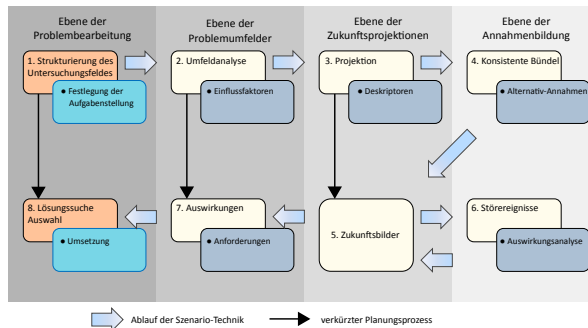 Ebene der
Problembearbeitung
Ebene der
Problemumfelder
Ebene der
Zukunftsprojektionen
Ebene der
Annahmenbildung
1. Strukturierung des
Untersuchungsfeldes
• Festlegung der
Aufgabenstellung
2. Umfeldanalyse
• Einflussfaktoren
3. Projektion
• Deskriptoren
4. Konsistente Bündel
• Alternativ-Annahmen
8. Lösungssuche
Auswahl
• Umsetzung
7. Auswirkungen
• Anforderungen
5. Zukunftsbilder
6. Störereignisse
• Auswirkungsanalyse
Ablauf der Szenario-Technik
verkürzter Planungsprozess